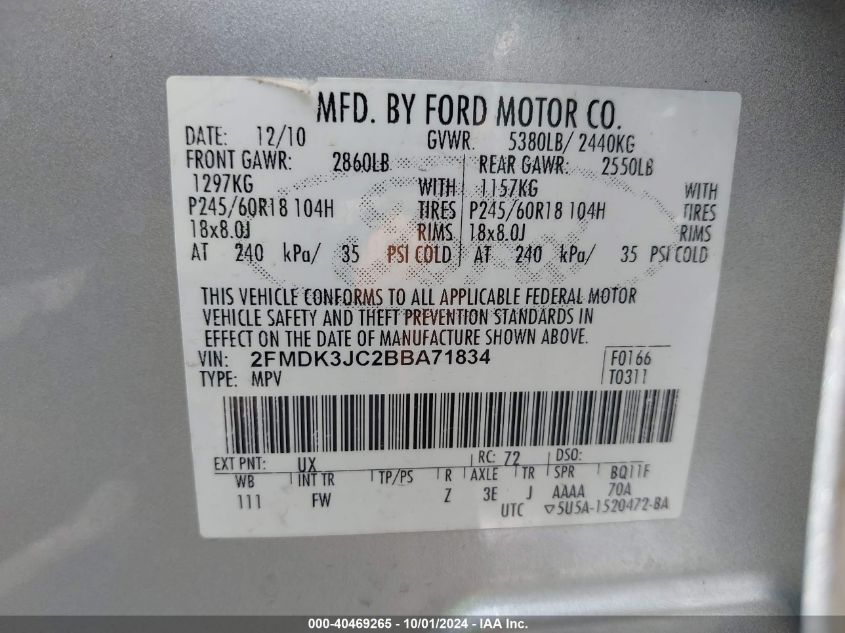 MFD. BY FORD MOTOR CO.
DATE: 12/10 GVWR: 5380LB/ 2440KG
FRONT GAWR: 2860LB REAR GAWR: 2550LB
1297KG WITH 1157KG WITH
P245/60R18 104H TIRES P245/60R18 104H TIRES
18x8.0J RIMS 18x8.0J RIMS
AT 240 kPa/ 35 PSI COLD AT 240 kPa/ 35 PSI COLD
THIS VEHICLE CONFORMS TO ALL APPLICABLE FEDERAL MOTOR
VEHICLE SAFETY AND THEFT PREVENTION STANDARDS IN
EFFECT ON THE DATE OF MANUFACTURE SHOWN ABOVE.
VIN: 2FMDK3JC2BBA71834 F0166
TYPE: MPV T0311
EXT PNT: UX RC: 72 DSO:
WB INT TR TP/PS R AXLE TR SPR BQ11F
111 FW Z 3E J AAAA 70A
UTC ▽5U5A-1520472-BA
000-40469265 - 10/01/2024 - IAA Inc.